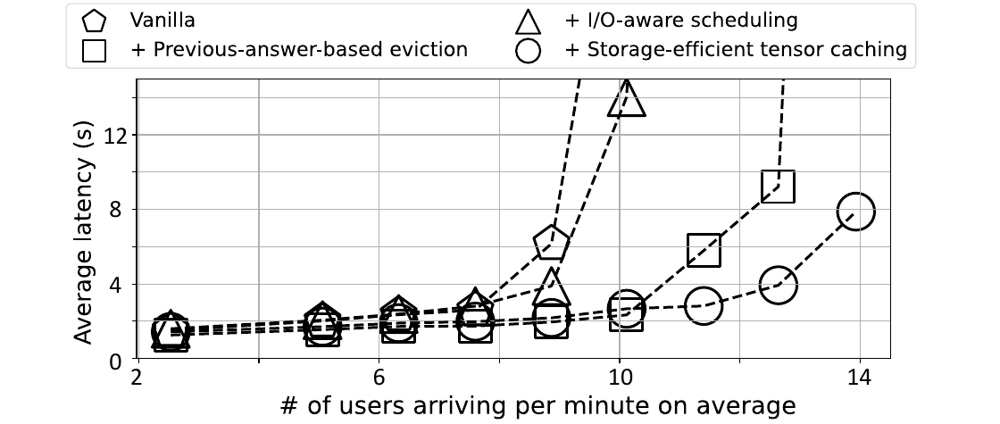 Vanilla
+ I/O-aware scheduling
+ Previous-answer-based eviction
+ Storage-efficient tensor caching
Average latency (s)
12
8
4
0
2
6
10
14
# of users arriving per minute on average